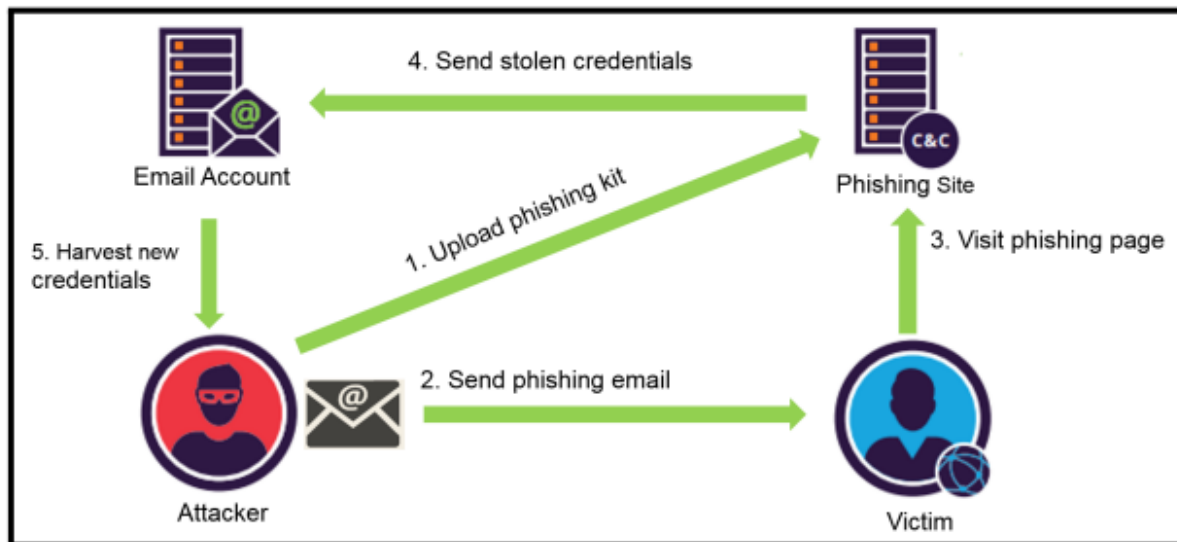 4. Send stolen credentials
@
C&C
Email Account
Phishing Site
1. Upload phishing kit
3. Visit phishing page
5. Harvest new
credentials
2. Send phishing email
@
Attacker
Victim